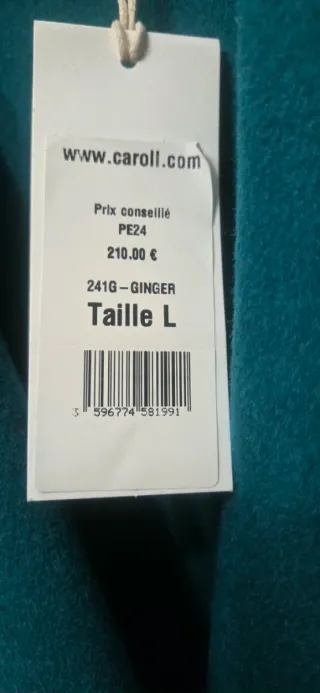 www.caroll.com
Prix conseillé
PE24
210.00 €
241G-GINGER
Taille L
3 596774 581991